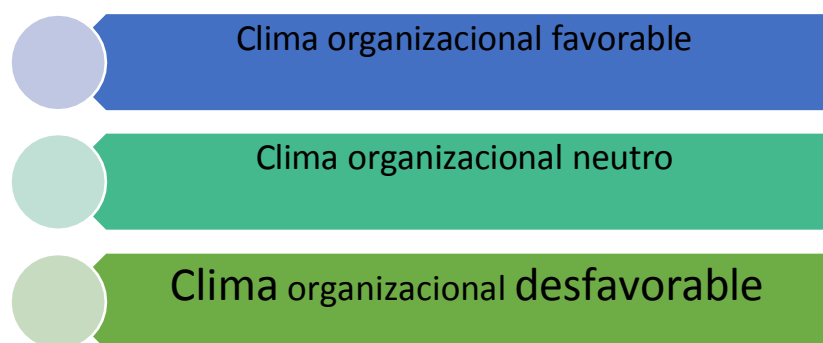 Clima organizacional favorable
Clima organizacional neutro
Clima organizacional desfavorable